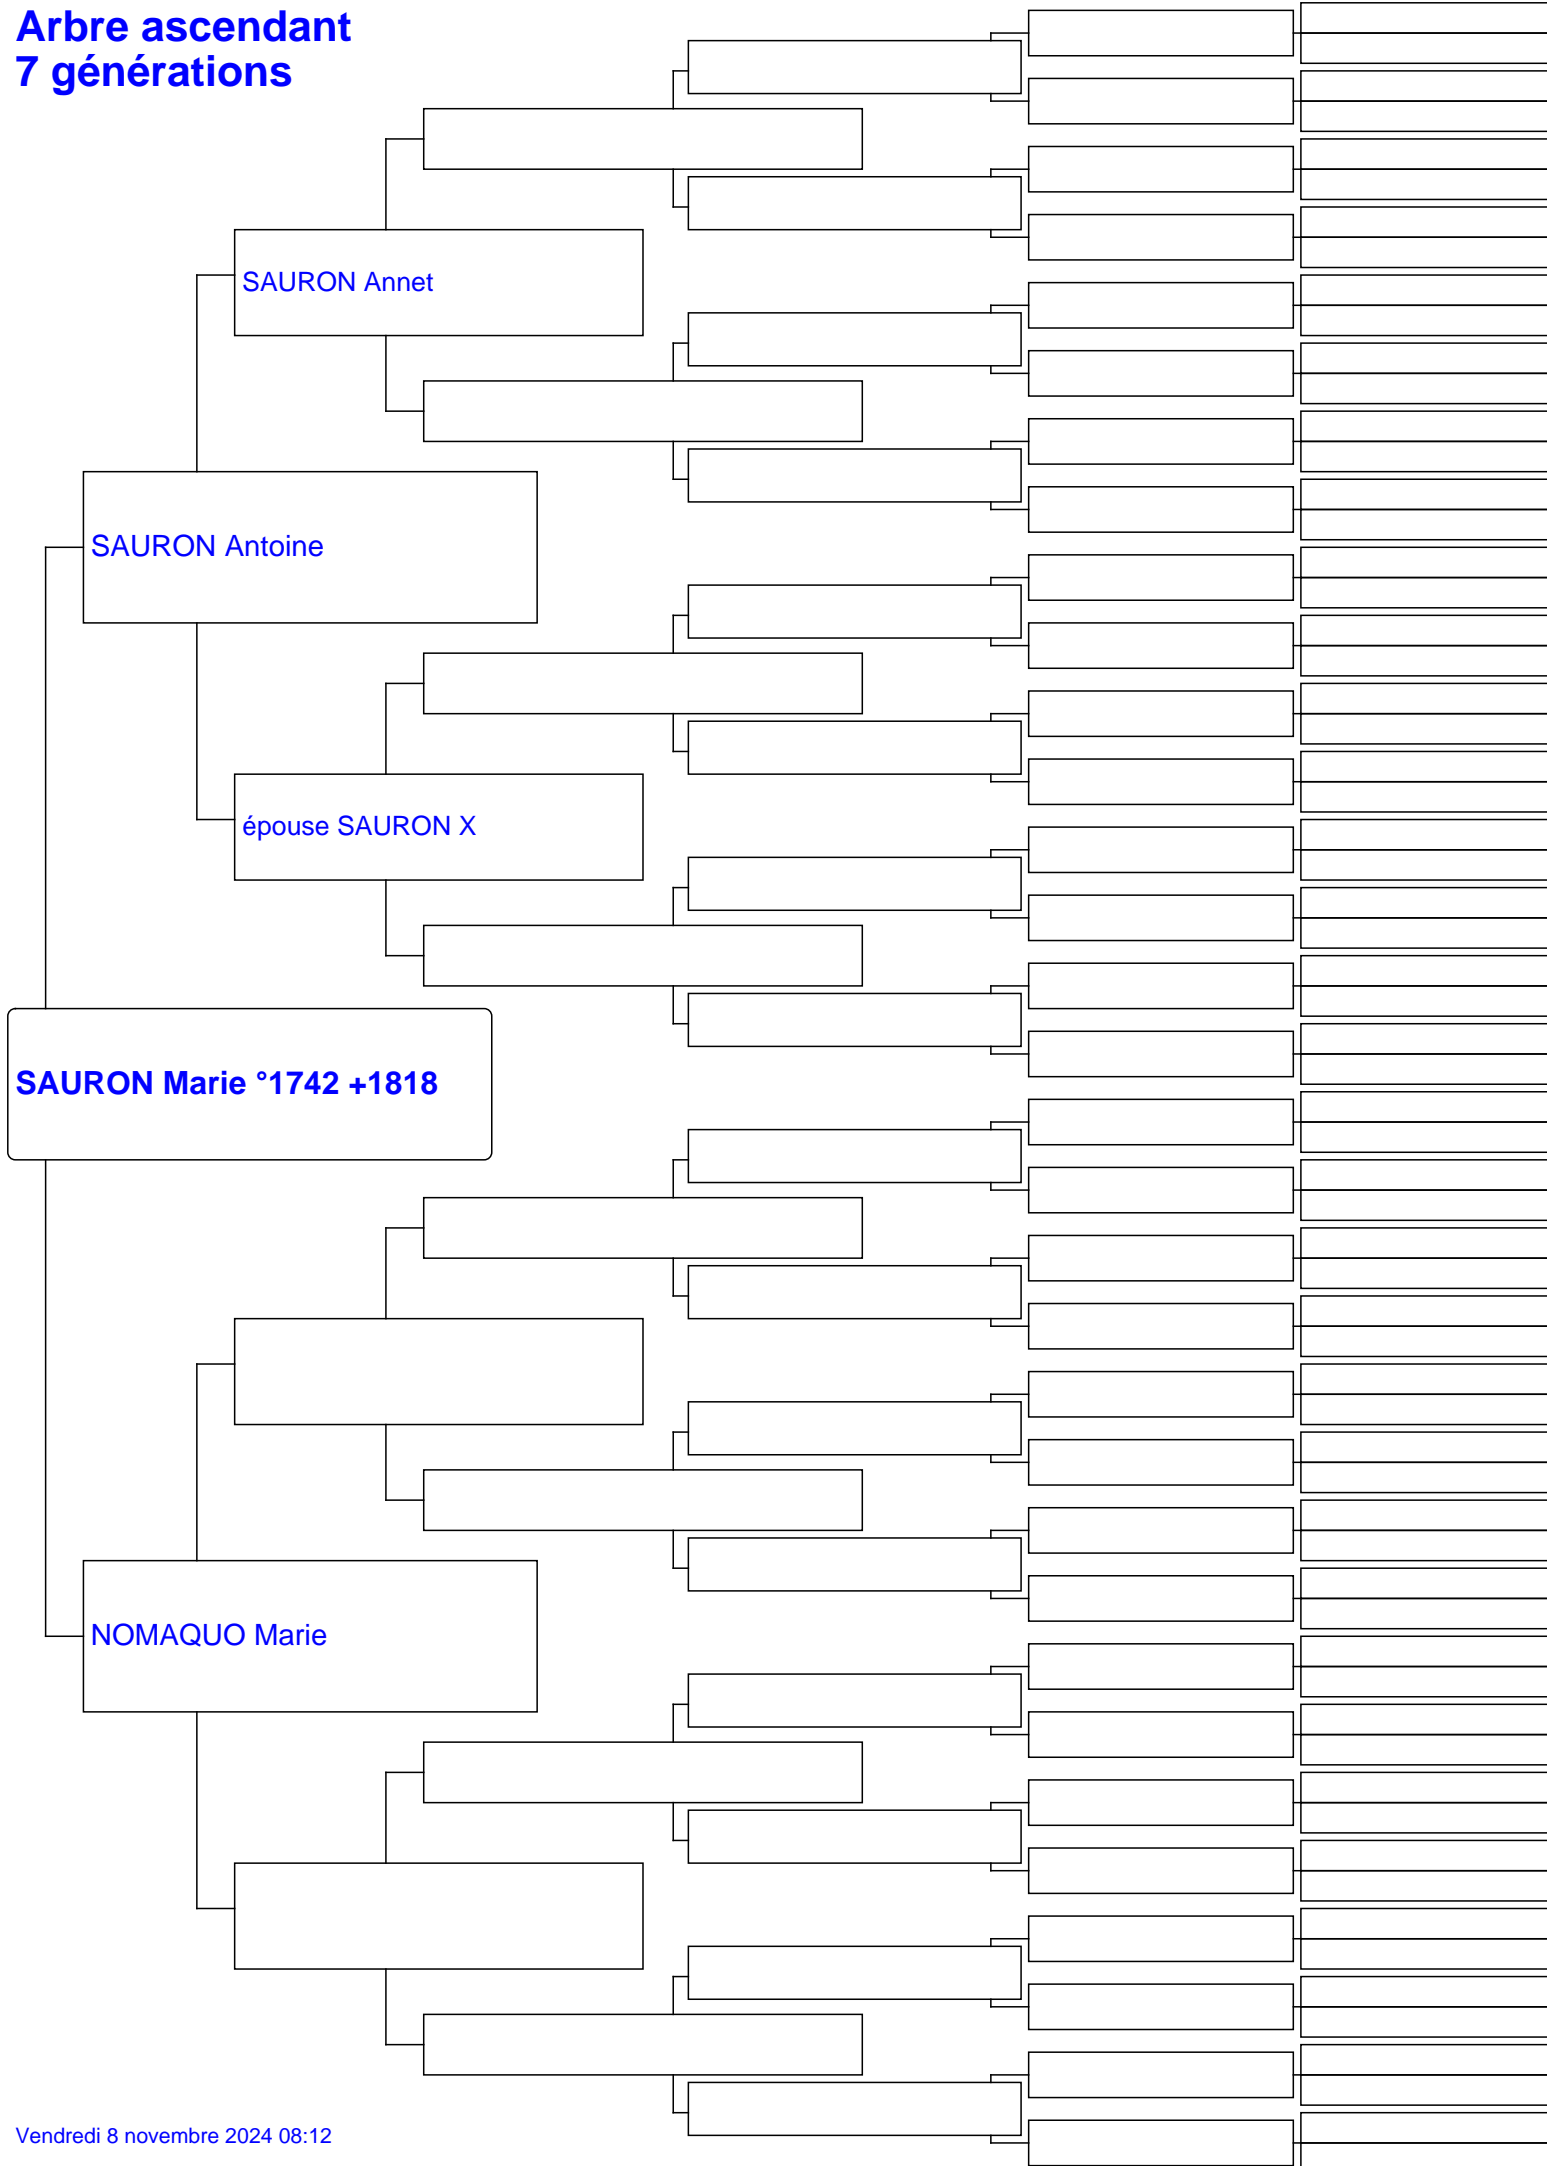 Arbre ascendant
7 générations
SAURON Annet
SAURON Antoine
épouse SAURON X
SAURON Marie °1742 +1818
NOMAQUO Marie
Vendredi 8 novembre 2024 08:12